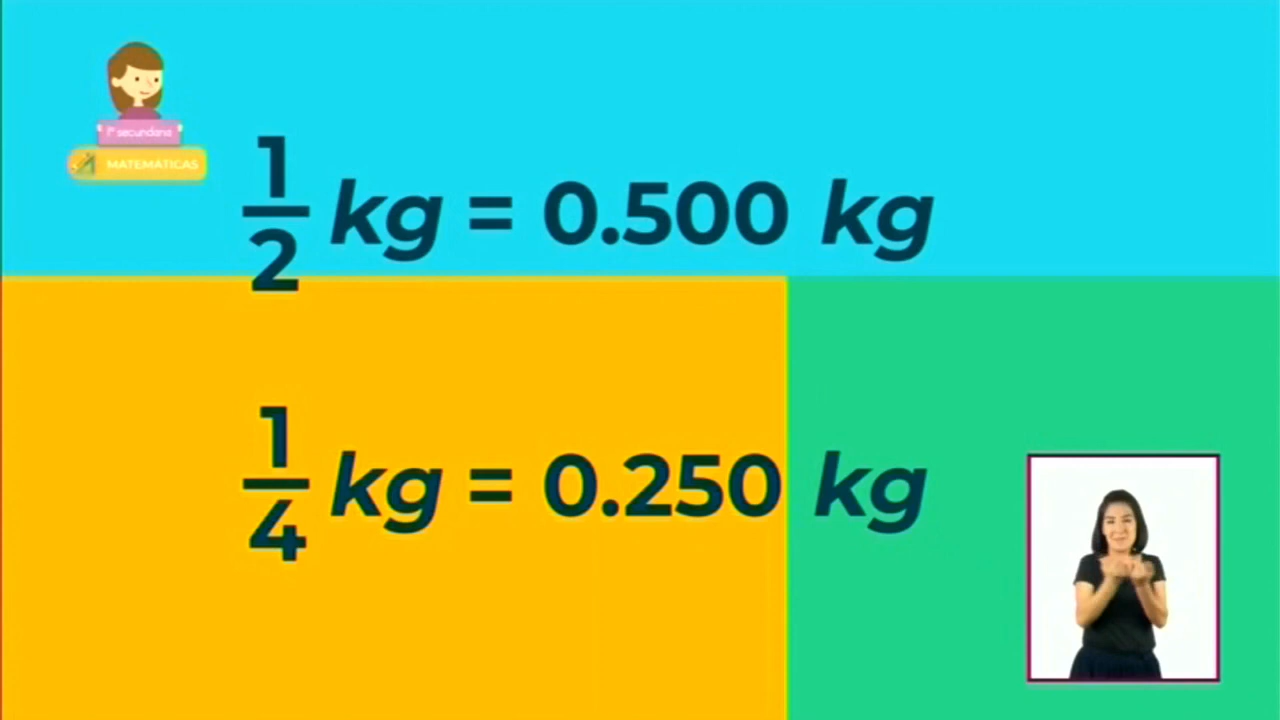 1° secundaria
MATEMÁTICAS
1/2 kg = 0.500 kg
1/4 kg = 0.250 kg